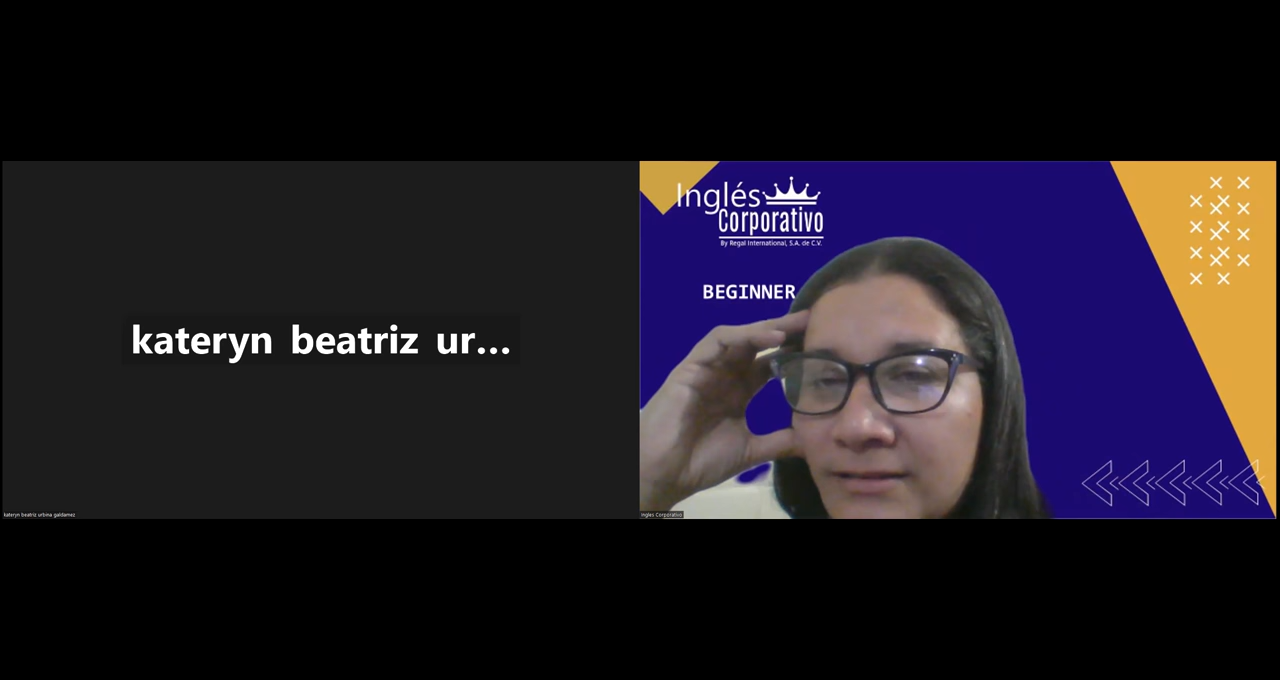 kateryn beatriz ur...
kateryn beatriz urbina galdamez
Inglés
Corporativo
By Regal International, S.A. de C.V.
BEGINNER
Ingles Corporativo